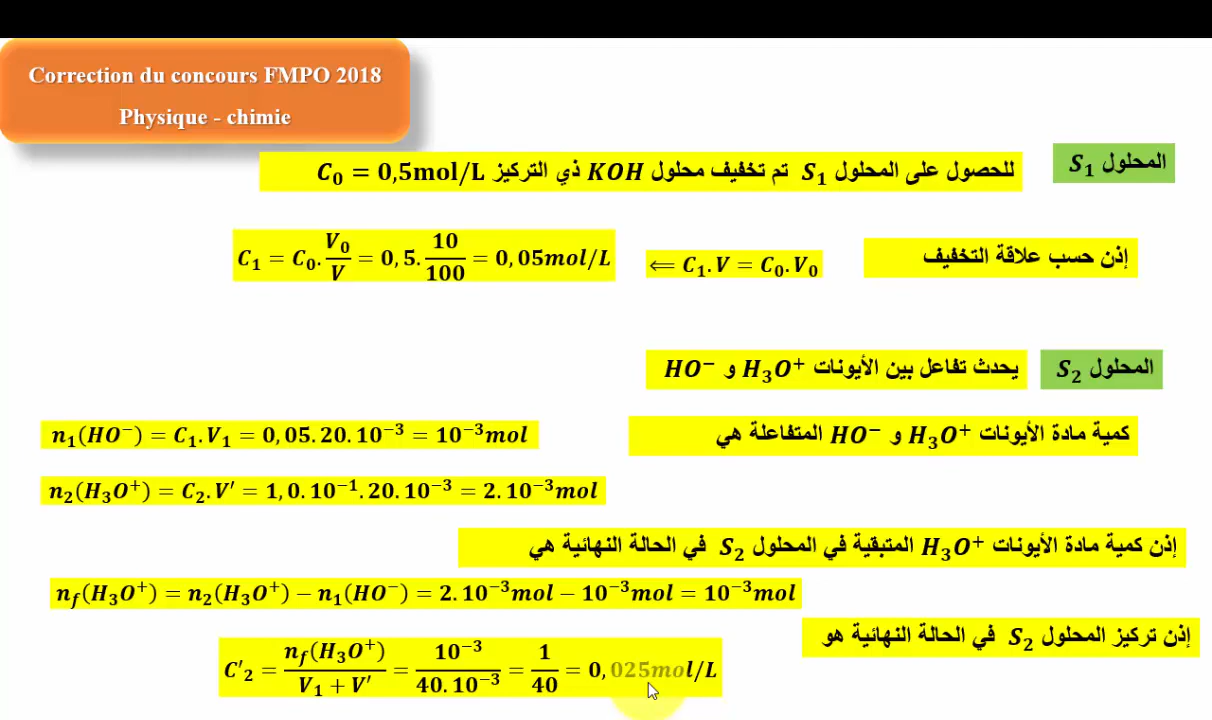 Correction du concours FMPO 2018
Physique - chimie
المحلول S₁
للحصول على المحلول S₁ تم تخفيف محلول KOH ذي التركيز C₀ = 0,5mol/L
إذن حسب علاقة التخفيف
⟸ C₁.V = C₀.V₀
C₁ = C₀.V₀/V = 0,5.10/100 = 0,05mol/L
المحلول S₂
يحدث تفاعل بين الأيونات H₃O⁺ و HO⁻
كمية مادة الأيونات H₃O⁺ و HO⁻ المتفاعلة هي
n₁(HO⁻) = C₁.V₁ = 0,05.20.10⁻³ = 10⁻³mol
n₂(H₃O⁺) = C₂.V′ = 1,0.10⁻¹.20.10⁻³ = 2.10⁻³mol
إذن كمية مادة الأيونات H₃O⁺ المتبقية في المحلول S₂ في الحالة النهائية هي
n_f(H₃O⁺) = n₂(H₃O⁺) − n₁(HO⁻) = 2.10⁻³mol − 10⁻³mol = 10⁻³mol
إذن تركيز المحلول S₂ في الحالة النهائية هو
C′₂ = n_f(H₃O⁺)/V₁ + V′ = 10⁻³/40.10⁻³ = 1/40 = 0,025mol/L